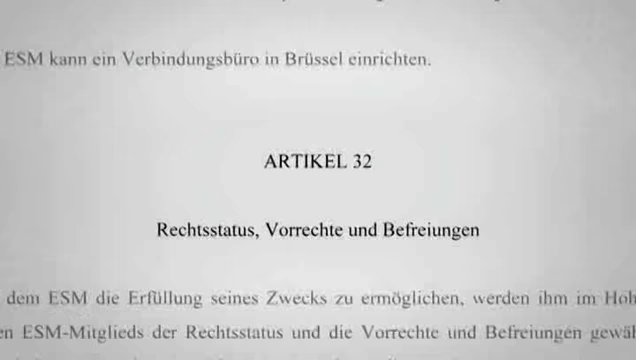 ESM kann ein Verbindungsbüro in Brüssel einrichten.
ARTIKEL 32
Rechtsstatus, Vorrechte und Befreiungen
dem ESM die Erfüllung seines Zwecks zu ermöglichen, werden ihm im
ESM-Mitglieds der Rechtsstatus und die Vorrechte und Befreiungen